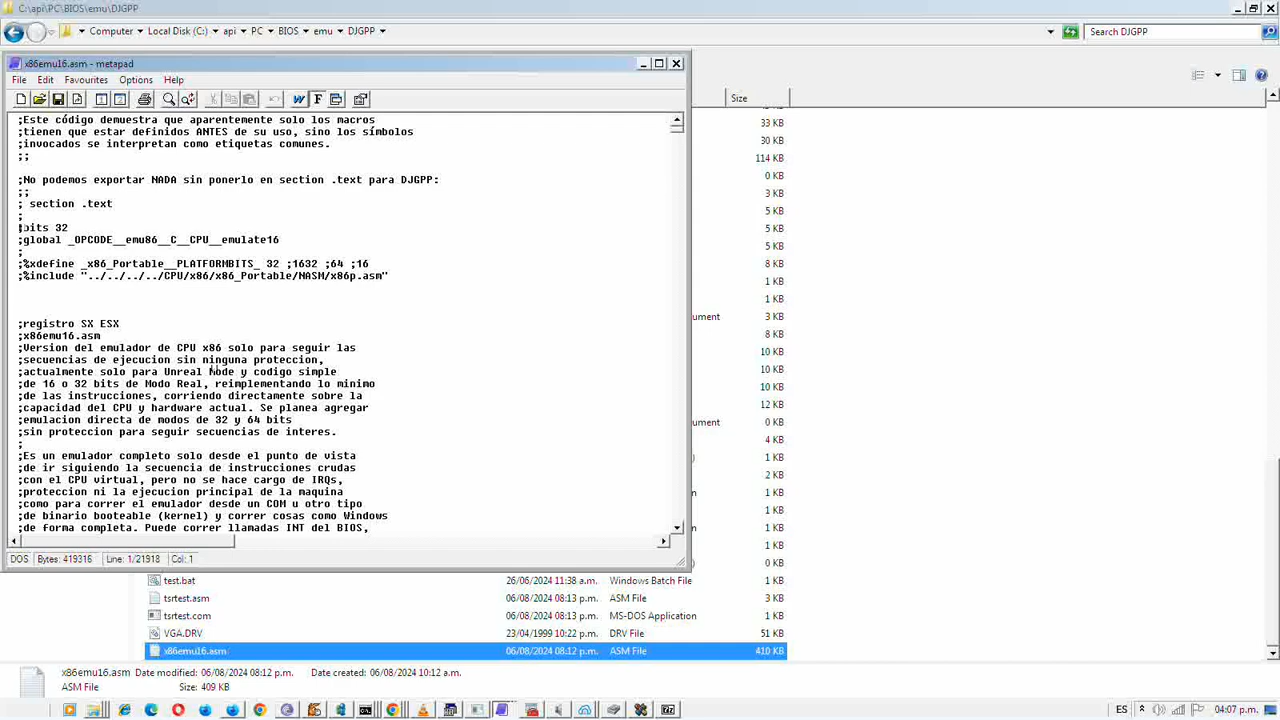 C:\api\PC\BIOS\emu\DJGPP
Computer Local Disk (C:) api PC BIOS emu DJGPP
Search DJGPP
x86emu16.asm - metapad
File Edit Favourites Options Help
;Este código demuestra que aparentemente solo los macros
;tienen que estar definidos ANTES de su uso, sino los símbolos
;invocados se interpretan como etiquetas comunes.
;;
;No podemos exportar NADA sin ponerlo en section .text para DJGPP:
;;
; section .text
;
;bits 32
;global _OPCODE__emu86__C__CPU__emulate16
;
;%xdefine _x86_Portable__PLATFORMBITS_ 32 ;1632 ;64 ;16
;%include "../../../../CPU/x86/x86_Portable/NASM/x86p.asm"
;registro SX ESX
;x86emu16.asm
;Version del emulador de CPU x86 solo para seguir las
;secuencias de ejecucion sin ninguna proteccion,
;actualmente solo para Unreal Mode y codigo simple
;de 16 o 32 bits de Modo Real, reimplementando lo minimo
;de las instrucciones, corriendo directamente sobre la
;capacidad del CPU y hardware actual. Se planea agregar
;emulacion directa de modos de 32 y 64 bits
;sin proteccion para seguir secuencias de interes.
;
;Es un emulador completo solo desde el punto de vista
;de ir siguiendo la secuencia de instrucciones crudas
;con el CPU virtual, pero no se hace cargo de IRQs,
;proteccion ni la ejecucion principal de la maquina
;como para correr el emulador desde un COM u otro tipo
;de binario booteable (kernel) y correr cosas como Windows
;de forma completa. Puede correr llamadas INT del BIOS,
DOS Bytes: 419316 Line: 1/21918 Col: 1
Size
33 KB
30 KB
114 KB
0 KB
3 KB
5 KB
5 KB
5 KB
8 KB
1 KB
1 KB
ument 3 KB
8 KB
10 KB
10 KB
10 KB
12 KB
ument 0 KB
4 KB
) 1 KB
2 KB
n 1 KB
1 KB
n 1 KB
1 KB
) 0 KB
test.bat 26/06/2024 11:38 a.m. Windows Batch File 1 KB
tsrtest.asm 06/08/2024 08:13 p.m. ASM File 3 KB
tsrtest.com 06/08/2024 08:13 p.m. MS-DOS Application 1 KB
VGA.DRV 23/04/1999 10:22 p.m. DRV File 51 KB
x86emu16.asm 06/08/2024 08:12 p.m. ASM File 410 KB
x86emu16.asm Date modified: 06/08/2024 08:12 p.m. Date created: 03/08/2024 10:12 a.m.
ASM File Size: 409 KB
ES 04:07 p.m.